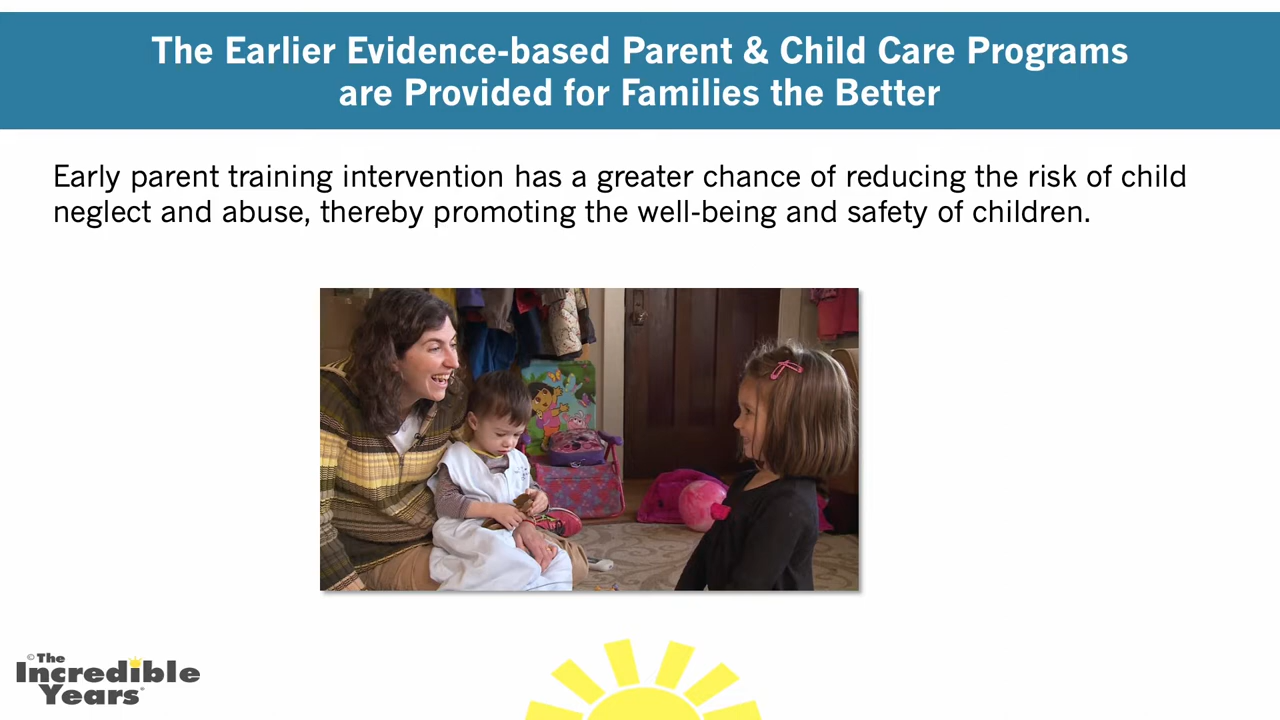 The Earlier Evidence-based Parent & Child Care Programs
are Provided for Families the Better
Early parent training intervention has a greater chance of reducing the risk of child
neglect and abuse, thereby promoting the well-being and safety of children.
© The
Incredible
Years®